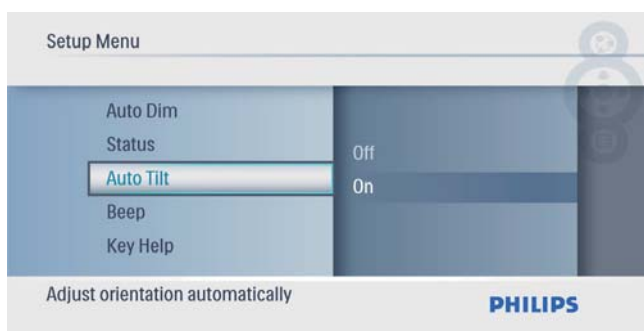 Setup Menu
Auto Dim
Status
Auto Tilt
Beep
Key Help
Off
On
Adjust orientation automatically
PHILIPS